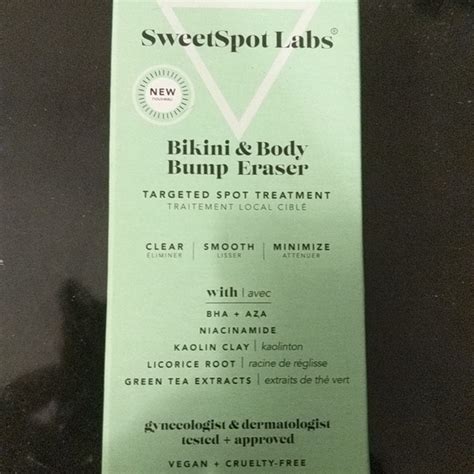 SweetSpot Labs®
NEW
nouveau
Bikini & Body
Bump Eraser
TARGETED SPOT TREATMENT
TRAITEMENT LOCAL CIBLÉ
CLEAR | SMOOTH | MINIMIZE
ÉLIMINER | LISSER | ATTÉNUER
with | avec
BHA + AZA
NIACINAMIDE
KAOLIN CLAY | kaolinton
LICORICE ROOT | racine de réglisse
GREEN TEA EXTRACTS | extraits de thé vert
gynecologist & dermatologist
tested + approved
VEGAN + CRUELTY-FREE